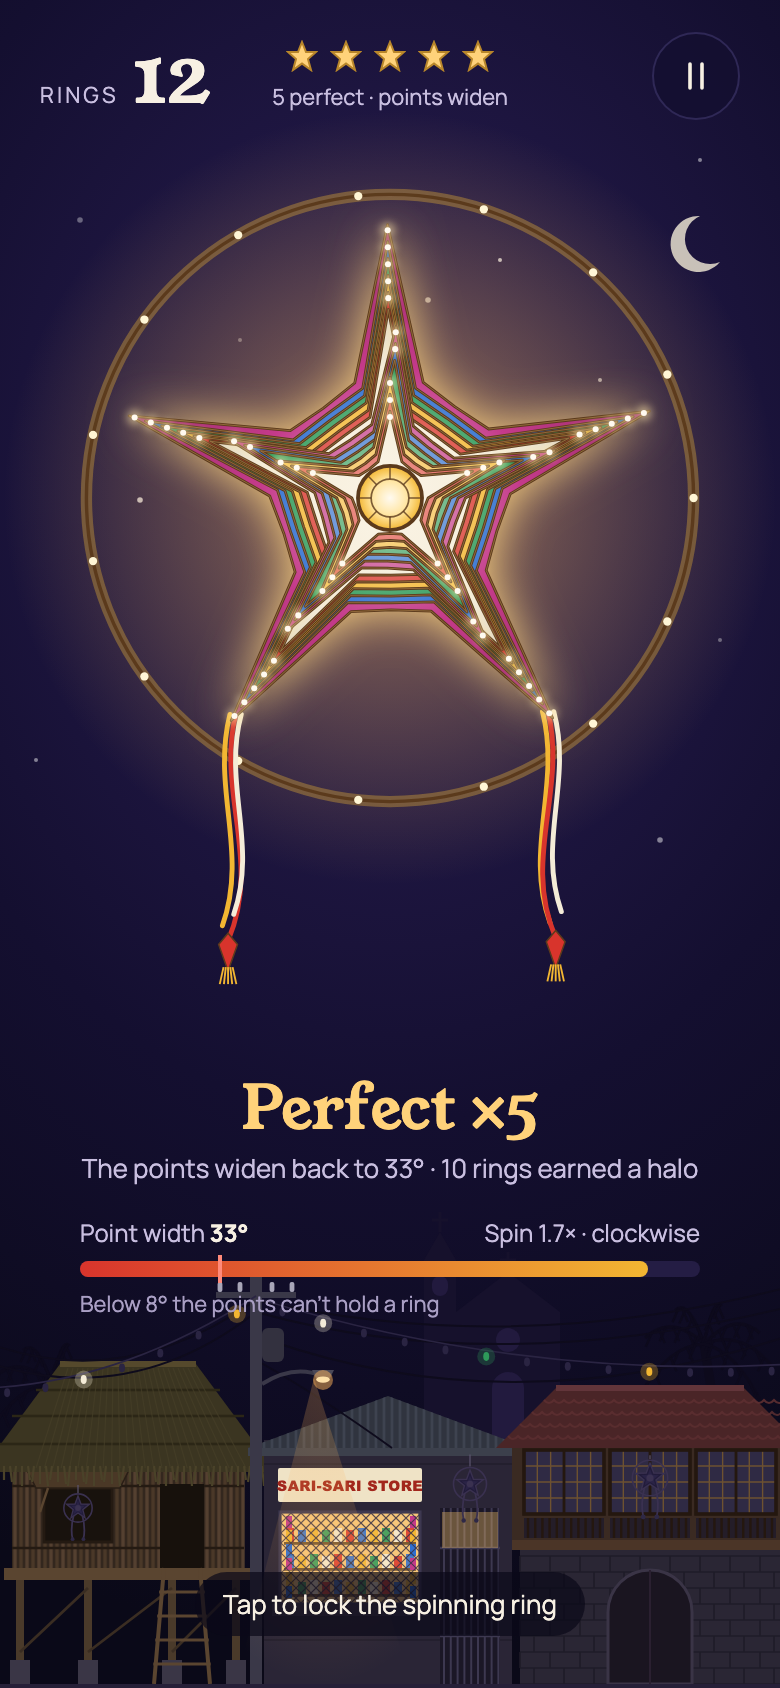 RINGS 12
5 perfect · points widen
Perfect ×5
The points widen back to 33° · 10 rings earned a halo
Point width 33°
Spin 1.7× · clockwise
Below 8° the points can't hold a ring
SARI-SARI STORE
Tap to lock the spinning ring